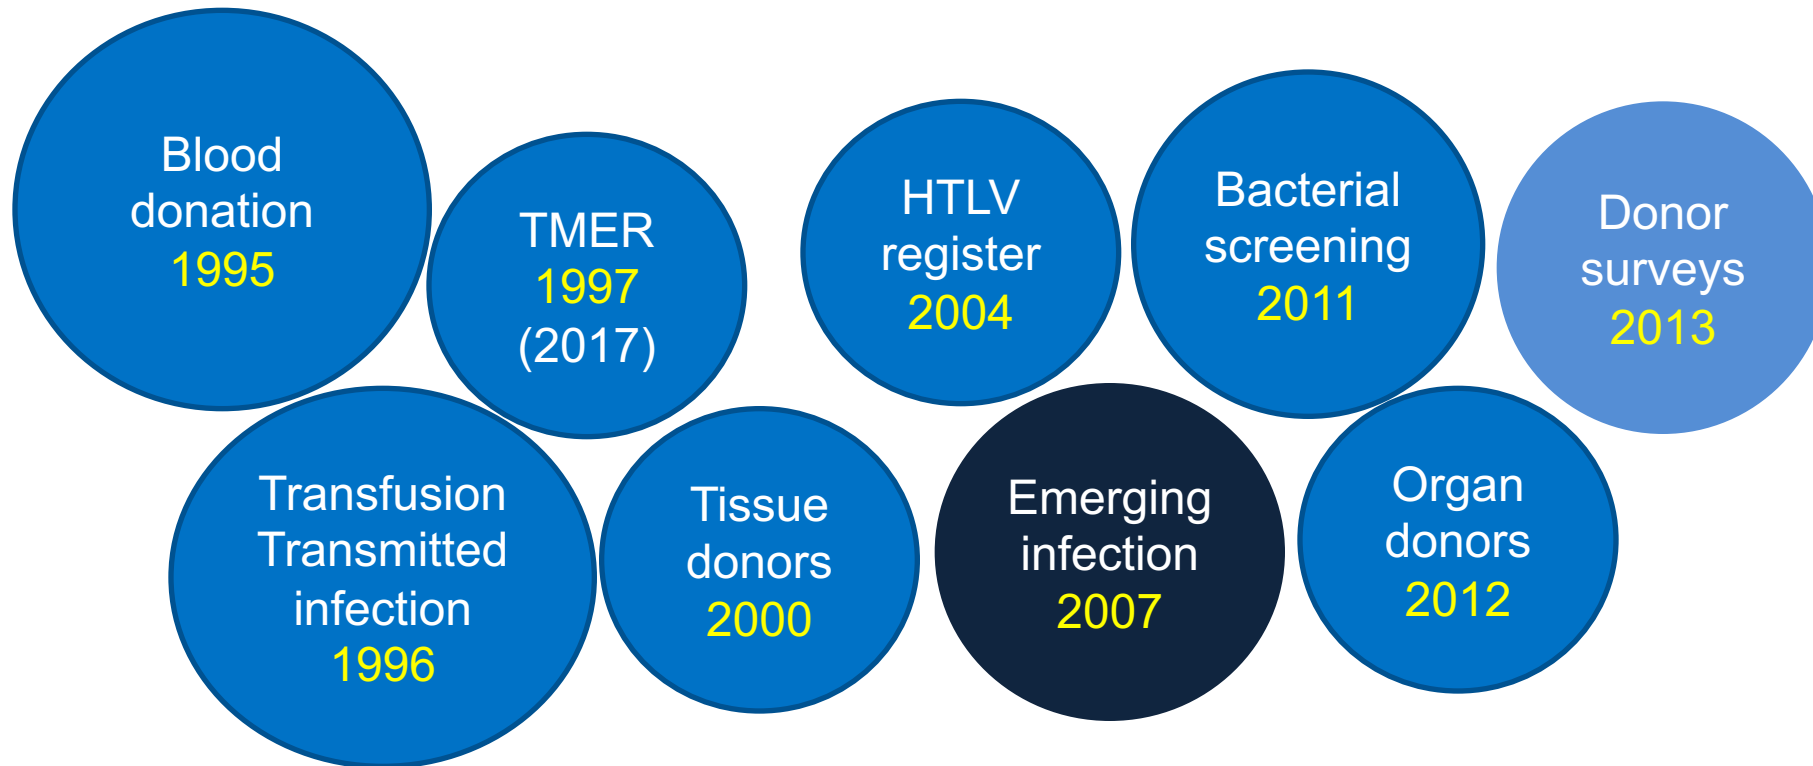 Blood
donation
1995
TMER
1997
(2017)
HTLV
register
2004
Bacterial
screening
2011
Donor
surveys
2013
Transfusion
Transmitted
infection
1996
Tissue
donors
2000
Emerging
infection
2007
Organ
donors
2012